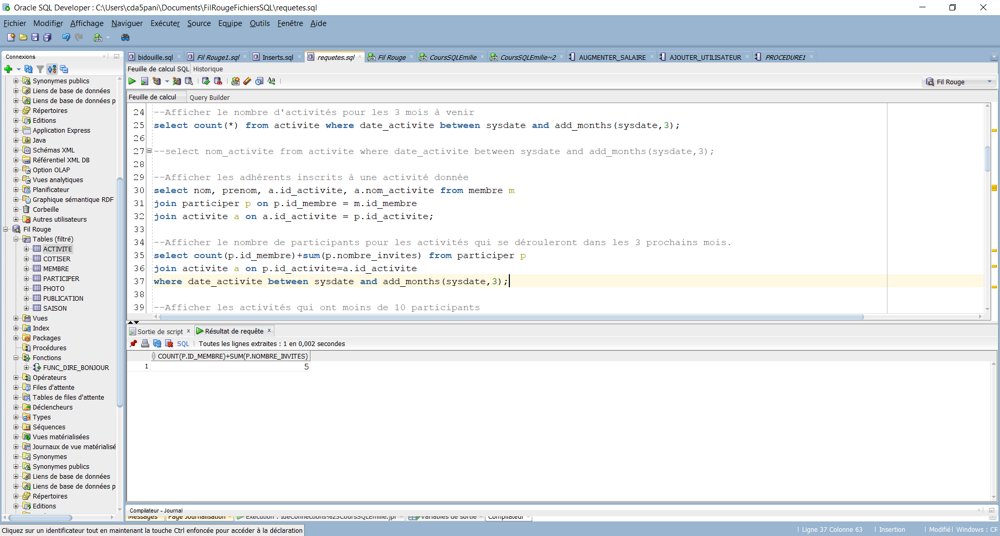 Oracle SQL Developer : C:\Users\cda5pani\Documents\FilRougeFichiersSQL\requetes.sql
Fichier Modifier Affichage Naviguer Exécuter Source Equipe Outils Fenêtre Aide
Connexions
bidouille.sql Fil Rouge1.sql Inserts.sql requetes.sql Fil Rouge CoursSQLEmilie CoursSQLEmilie~2 AUGMENTER_SALAIRE AJOUTER_UTILISATEUR PROCEDURE1
Feuille de calcul SQL Historique
Fil Rouge
Feuille de calcul Query Builder
Synonymes publics
Liens de base de données
Liens de base de données p
Répertoires
Editions
Application Express
Java
Schémas XML
Référentiel XML DB
Option OLAP
Vues analytiques
Planificateur
Graphique sémantique RDF
Corbeille
Autres utilisateurs
Fil Rouge
Tables (filtré)
ACTIVITE
COTISER
MEMBRE
PARTICIPER
PHOTO
PUBLICATION
SAISON
Vues
Index
Packages
Procédures
Fonctions
FUNC_DIRE_BONJOUR
Opérateurs
Files d'attente
Tables de files d'attente
Déclencheurs
Types
Séquences
Vues matérialisées
Journaux de vue matérialisé
Synonymes
Synonymes publics
Liens de base de données
Liens de base de données p
Répertoires
Editions
24 --Afficher le nombre d'activités pour les 3 mois à venir
25 select count(*) from activite where date_activite between sysdate and add_months(sysdate,3);
26
27 --select nom_activite from activite where date_activite between sysdate and add_months(sysdate,3);
28
29 --Afficher les adhérents inscrits à une activité donnée
30 select nom, prenom, a.id_activite, a.nom_activite from membre m
31 join participer p on p.id_membre = m.id_membre
32 join activite a on a.id_activite = p.id_activite;
33
34 --Afficher le nombre de participants pour les activités qui se dérouleront dans les 3 prochains mois.
35 select count(p.id_membre)+sum(p.nombre_invites) from participer p
36 join activite a on p.id_activite=a.id_activite
37 where date_activite between sysdate and add_months(sysdate,3);
38
39 --Afficher les activités qui ont moins de 10 participants
Sortie de script x Résultat de requête x
SQL Toutes les lignes extraites : 1 en 0,002 secondes
COUNT(P.ID_MEMBRE)+SUM(P.NOMBRE_INVITES)
1 5
Compilateur - Journal
Messages Page Journalisation Exécution : IdeConnections%23CoursSQLEmilie.jpr Variables de sortie Compilateur
Cliquez sur un identificateur tout en maintenant la touche Ctrl enfoncée pour accéder à la déclaration
Ligne 37 Colonne 63 Insertion Modifié Windows : CR